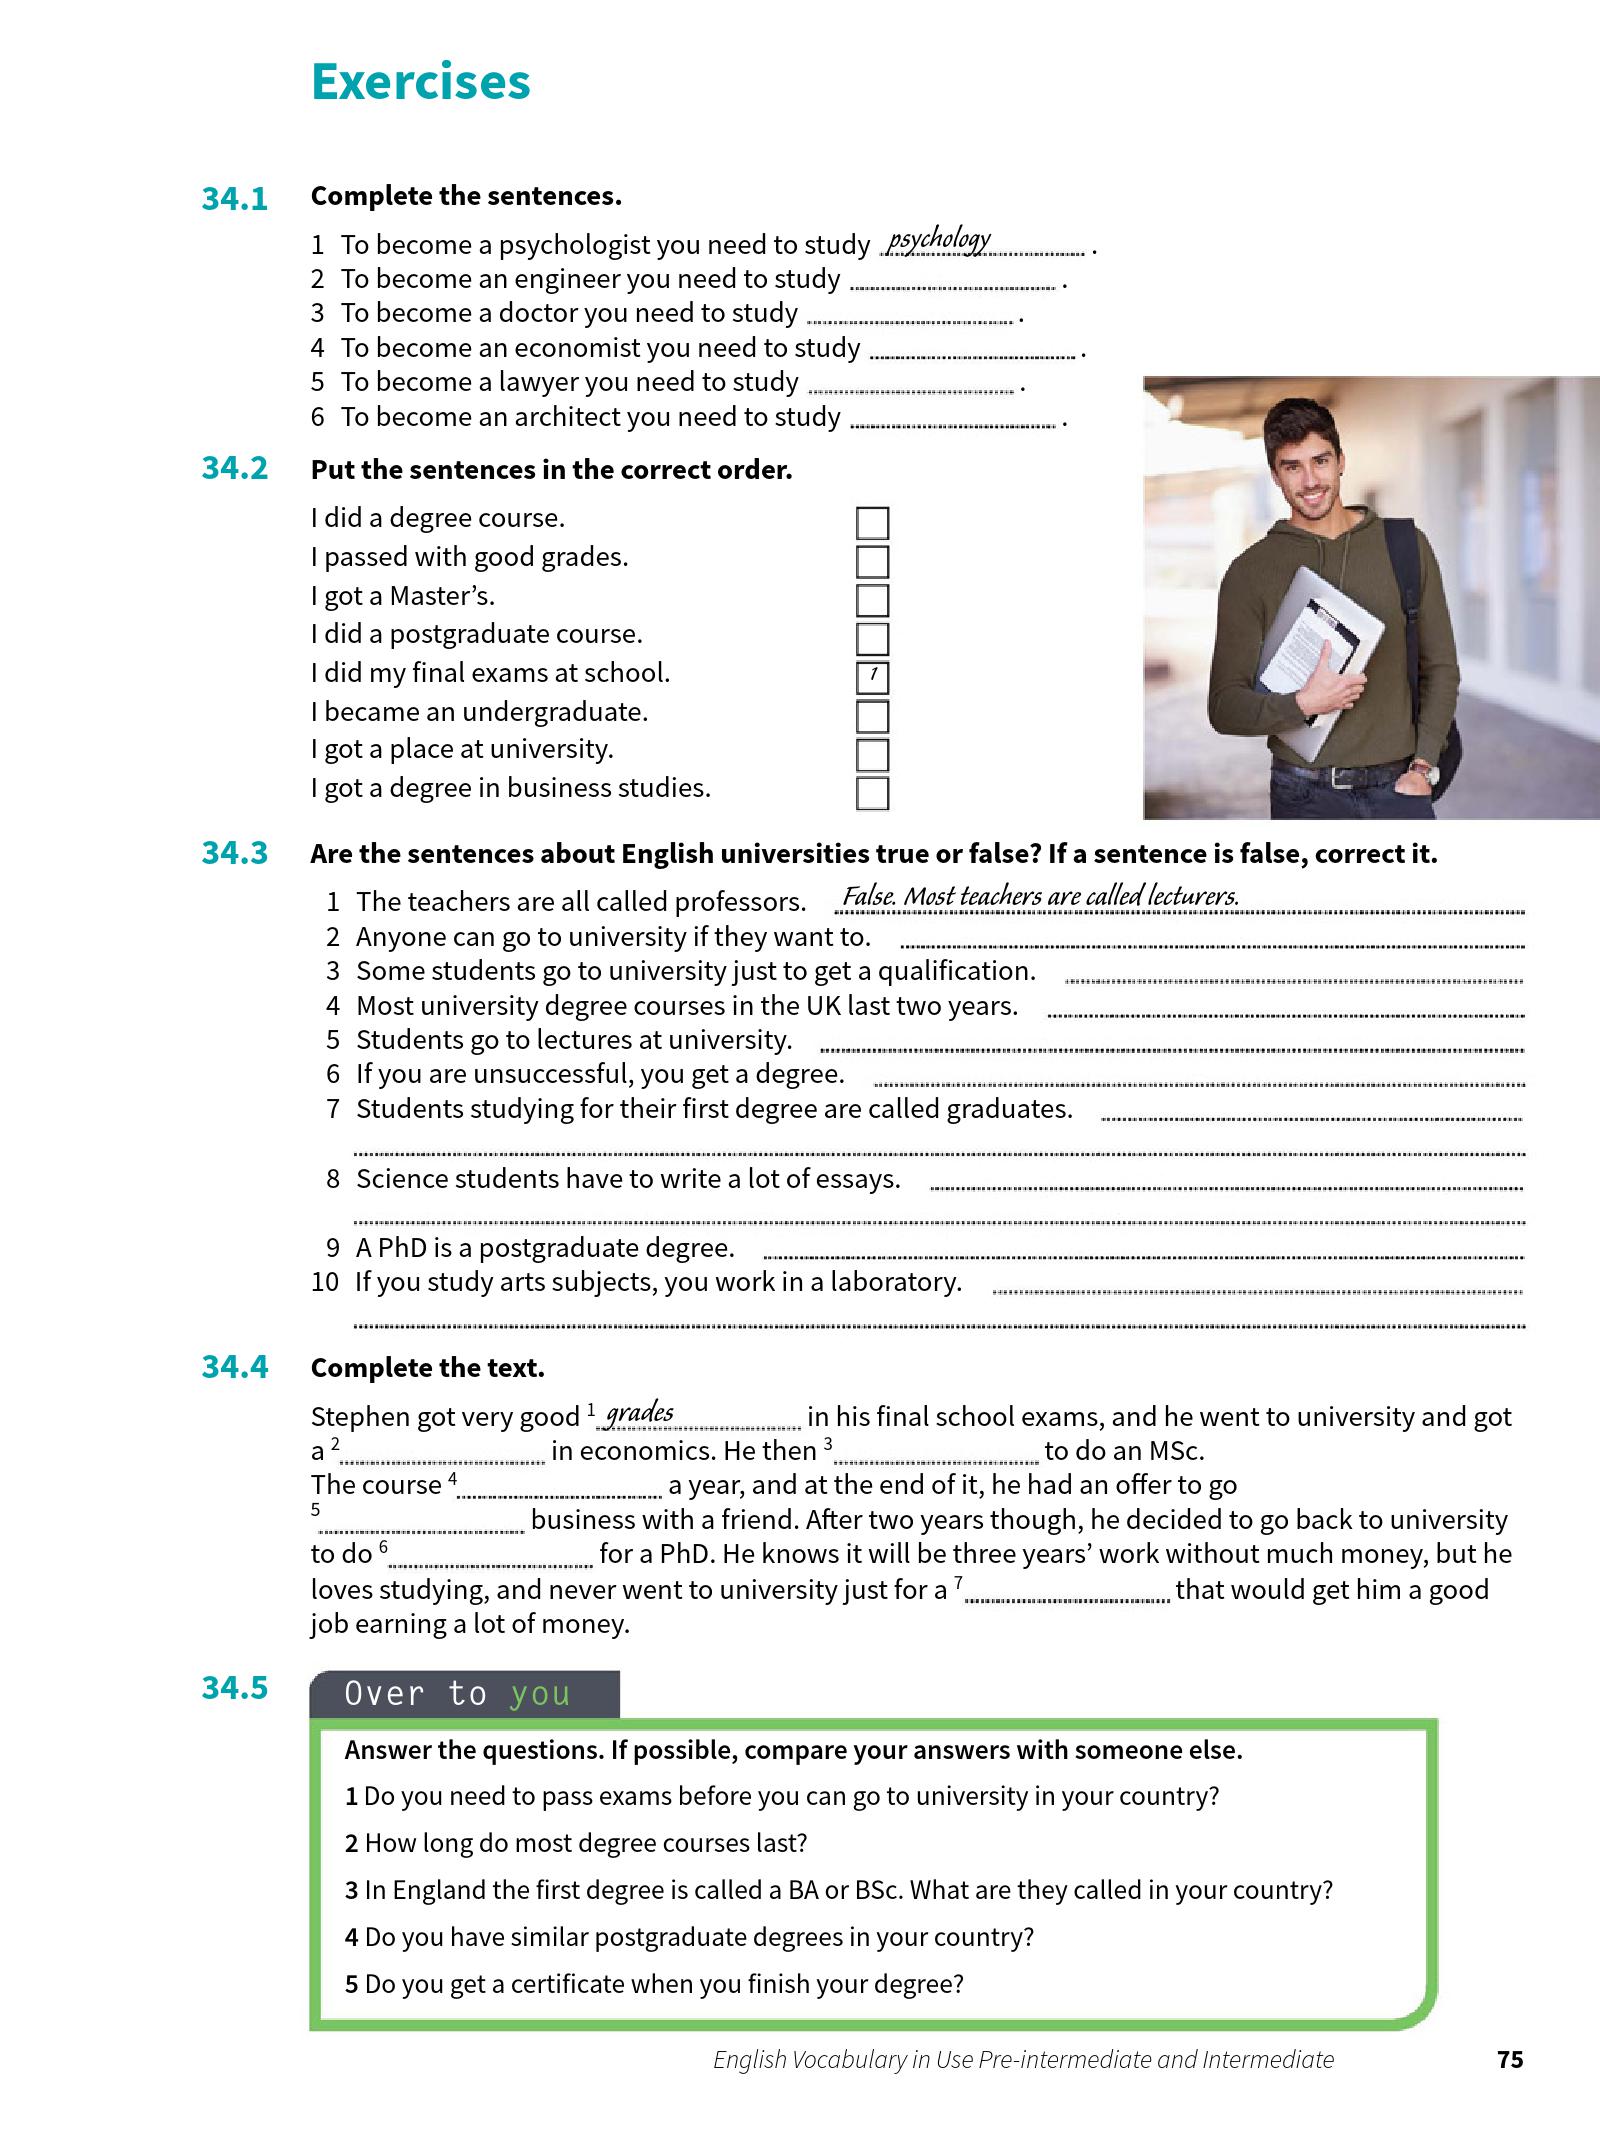 Exercises
34.1 Complete the sentences.
1 To become a psychologist you need to study psychology .
2 To become an engineer you need to study .
3 To become a doctor you need to study .
4 To become an economist you need to study .
5 To become a lawyer you need to study .
6 To become an architect you need to study .
34.2 Put the sentences in the correct order.
I did a degree course.
I passed with good grades.
I got a Master’s.
I did a postgraduate course.
I did my final exams at school. 1
I became an undergraduate.
I got a place at university.
I got a degree in business studies.
34.3 Are the sentences about English universities true or false? If a sentence is false, correct it.
1 The teachers are all called professors. False. Most teachers are called lecturers.
2 Anyone can go to university if they want to.
3 Some students go to university just to get a qualification.
4 Most university degree courses in the UK last two years.
5 Students go to lectures at university.
6 If you are unsuccessful, you get a degree.
7 Students studying for their first degree are called graduates.
8 Science students have to write a lot of essays.
9 A PhD is a postgraduate degree.
10 If you study arts subjects, you work in a laboratory.
34.4 Complete the text.
Stephen got very good 1 grades in his final school exams, and he went to university and got
a 2 in economics. He then 3 to do an MSc.
The course 4 a year, and at the end of it, he had an offer to go
5 business with a friend. After two years though, he decided to go back to university
to do 6 for a PhD. He knows it will be three years’ work without much money, but he
loves studying, and never went to university just for a 7 that would get him a good
job earning a lot of money.
34.5 Over to you
Answer the questions. If possible, compare your answers with someone else.
1 Do you need to pass exams before you can go to university in your country?
2 How long do most degree courses last?
3 In England the first degree is called a BA or BSc. What are they called in your country?
4 Do you have similar postgraduate degrees in your country?
5 Do you get a certificate when you finish your degree?
English Vocabulary in Use Pre-intermediate and Intermediate 75